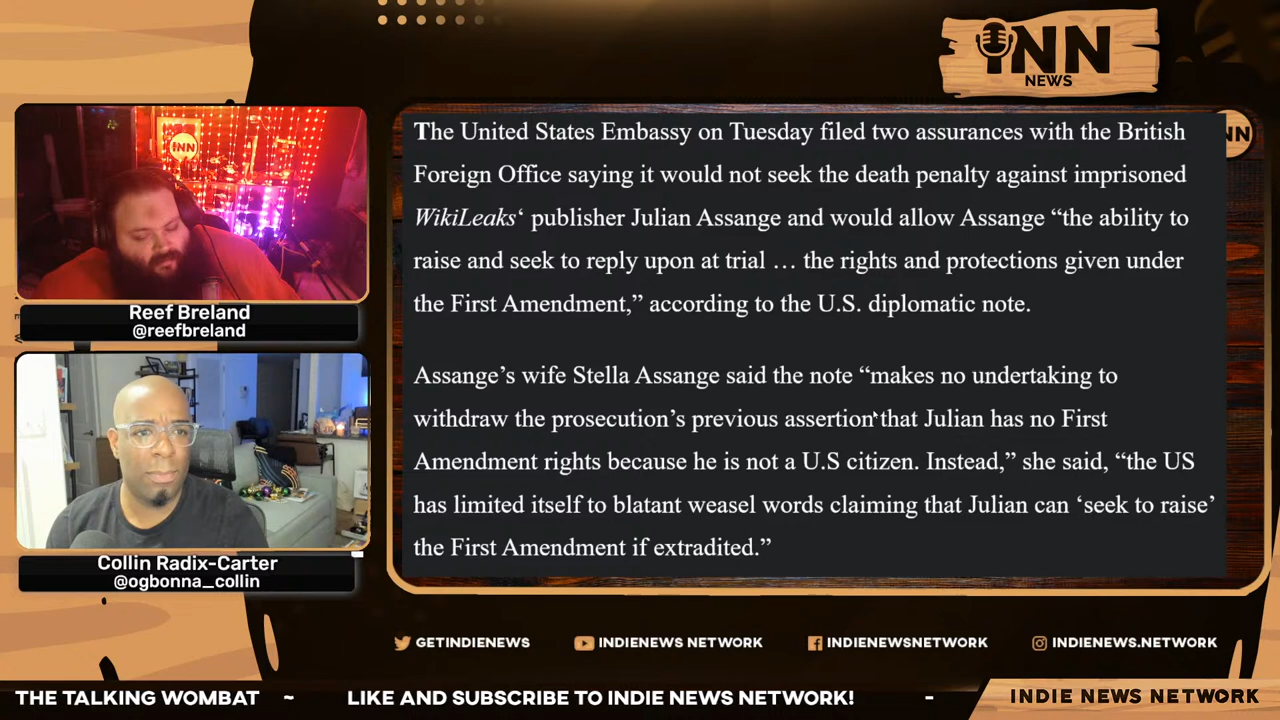 INN
NEWS
INN
Reef Breland
@reefbreland
Collin Radix-Carter
@ogbonna_collin
The United States Embassy on Tuesday filed two assurances with the British
Foreign Office saying it would not seek the death penalty against imprisoned
WikiLeaks‘ publisher Julian Assange and would allow Assange “the ability to
raise and seek to reply upon at trial … the rights and protections given under
the First Amendment,” according to the U.S. diplomatic note.
Assange’s wife Stella Assange said the note “makes no undertaking to
withdraw the prosecution’s previous assertion that Julian has no First
Amendment rights because he is not a U.S citizen. Instead,” she said, “the US
has limited itself to blatant weasel words claiming that Julian can ‘seek to raise’
the First Amendment if extradited.”
GETINDIENEWS
INDIENEWS NETWORK
INDIENEWSNETWORK
INDIENEWS.NETWORK
THE TALKING WOMBAT ~ LIKE AND SUBSCRIBE TO INDIE NEWS NETWORK! -
INDIE NEWS NETWORK